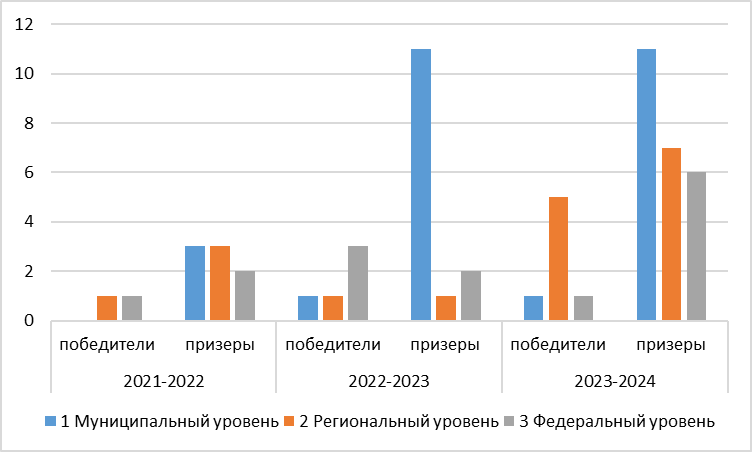 12
10
8
6
4
2
0
победители призеры победители призеры победители призеры
2021-2022 2022-2023 2023-2024
1 Муниципальный уровень 2 Региональный уровень 3 Федеральный уровень